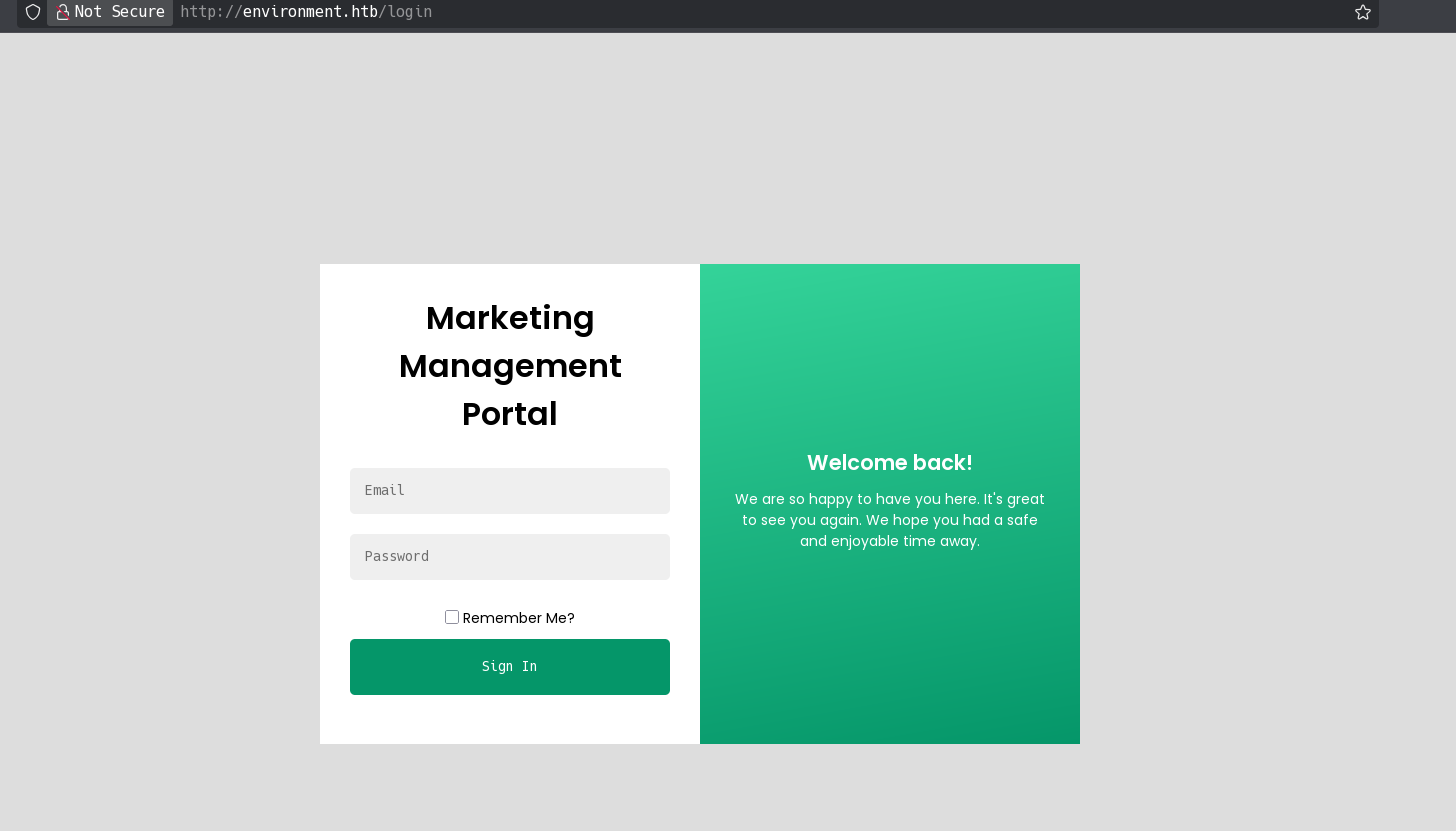 Not Secure http://environment.htb/login
Marketing
Management
Portal
Email
Password
Remember Me?
Sign In
Welcome back!
We are so happy to have you here. It's great
to see you again. We hope you had a safe
and enjoyable time away.